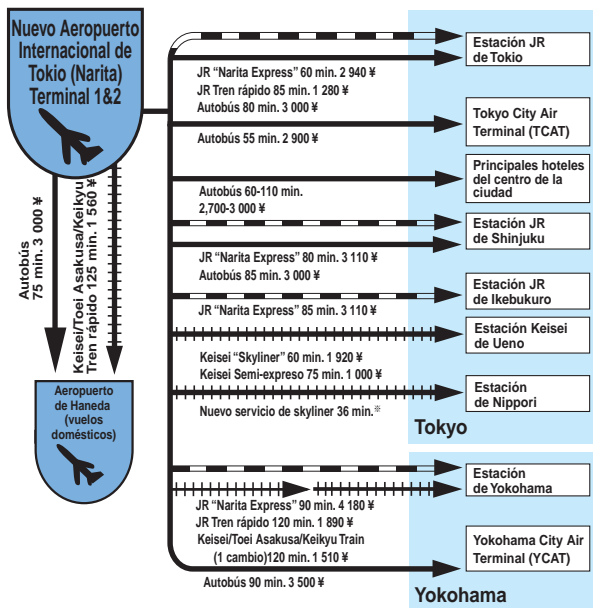 Nuevo Aeropuerto
Internacional de
Tokio (Narita)
Terminal 1&2
Estación JR
de Tokio
JR “Narita Express” 60 min. 2 940 ¥
JR Tren rápido 85 min. 1 280 ¥
Autobús 80 min. 3 000 ¥
Tokyo City Air
Terminal (TCAT)
Autobús 55 min. 2 900 ¥
Principales hoteles
del centro de la
ciudad
Autobús 60-110 min.
2,700-3 000 ¥
Estación JR
de Shinjuku
JR “Narita Express” 80 min. 3 110 ¥
Autobús 85 min. 3 000 ¥
Estación JR
de Ikebukuro
JR “Narita Express” 85 min. 3 110 ¥
Estación Keisei
de Ueno
Keisei “Skyliner” 60 min. 1 920 ¥
Keisei Semi-expreso 75 min. 1 000 ¥
Estación
de Nippori
Nuevo servicio de skyliner 36 min.※
Tokyo
Autobús
75 min. 3 000 ¥
Keisei/Toei Asakusa/Keikyu
Tren rápido 125 min. 1 560 ¥
Aeropuerto
de Haneda
(vuelos
domésticos)
Estación
de Yokohama
JR “Narita Express” 90 min. 4 180 ¥
JR Tren rápido 120 min. 1 890 ¥
Keisei/Toei Asakusa/Keikyu Train
(1 cambio)120 min. 1 510 ¥
Yokohama City Air
Terminal (YCAT)
Autobús 90 min. 3 500 ¥
Yokohama